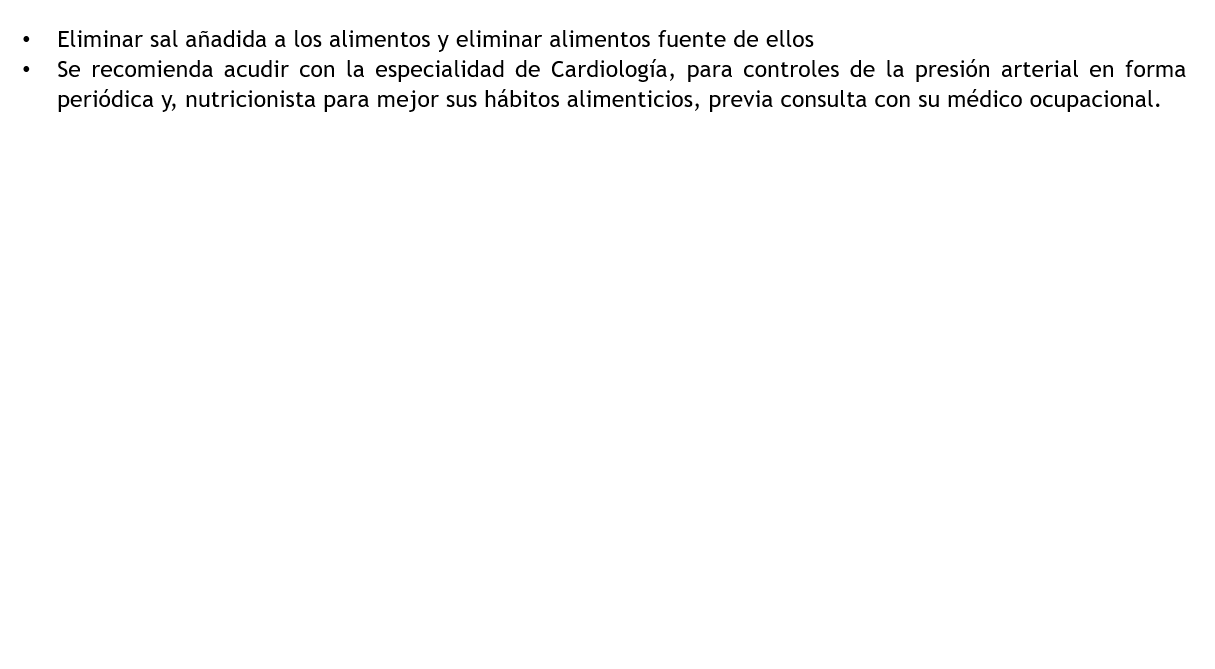 • Eliminar sal añadida a los alimentos y eliminar alimentos fuente de ellos
• Se recomienda acudir con la especialidad de Cardiología, para controles de la presión arterial en forma
periódica y, nutricionista para mejor sus hábitos alimenticios, previa consulta con su médico ocupacional.